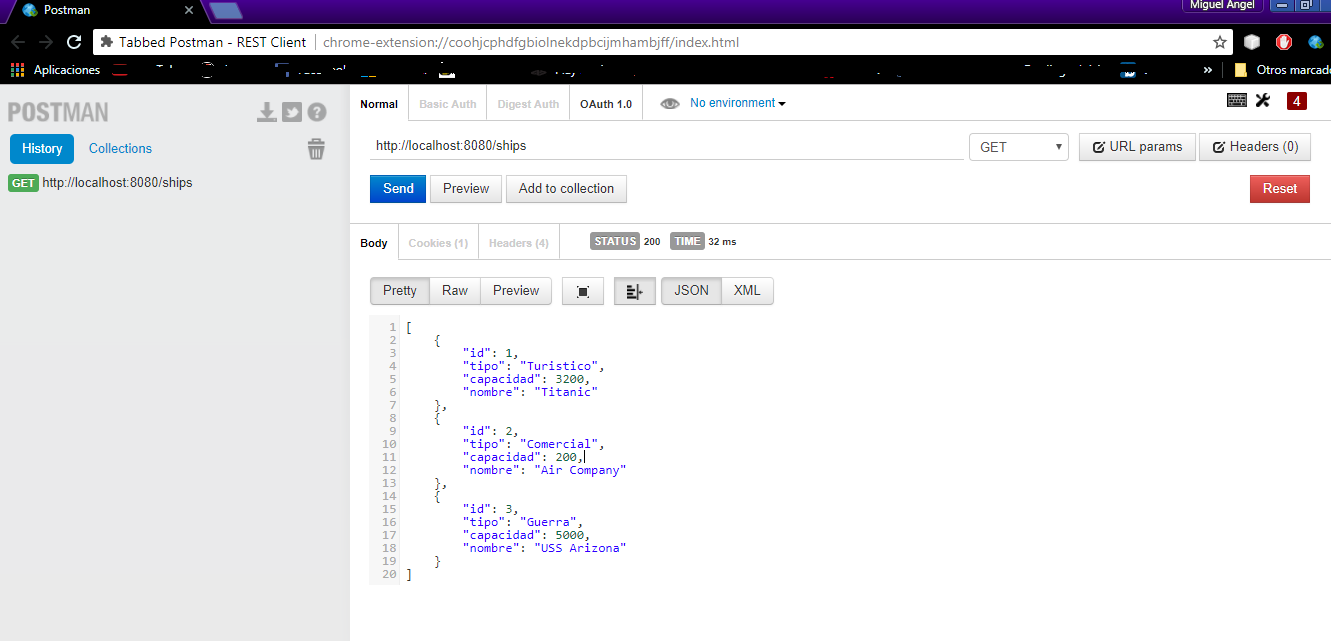 Postman
Miguel Angel
Tabbed Postman - REST Client
chrome-extension://coohjcphdfgbiolnekdpbcijmhambjff/index.html
Aplicaciones
»
Otros marcado
POSTMAN
History Collections
GET http://localhost:8080/ships
Normal Basic Auth Digest Auth OAuth 1.0 No environment 4
http://localhost:8080/ships GET URL params Headers (0)
Send Preview Add to collection Reset
Body Cookies (1) Headers (4) STATUS 200 TIME 32 ms
Pretty Raw Preview JSON XML
1 [
2 {
3 "id": 1,
4 "tipo": "Turistico",
5 "capacidad": 3200,
6 "nombre": "Titanic"
7 },
8 {
9 "id": 2,
10 "tipo": "Comercial",
11 "capacidad": 200,
12 "nombre": "Air Company"
13 },
14 {
15 "id": 3,
16 "tipo": "Guerra",
17 "capacidad": 5000,
18 "nombre": "USS Arizona"
19 }
20 ]